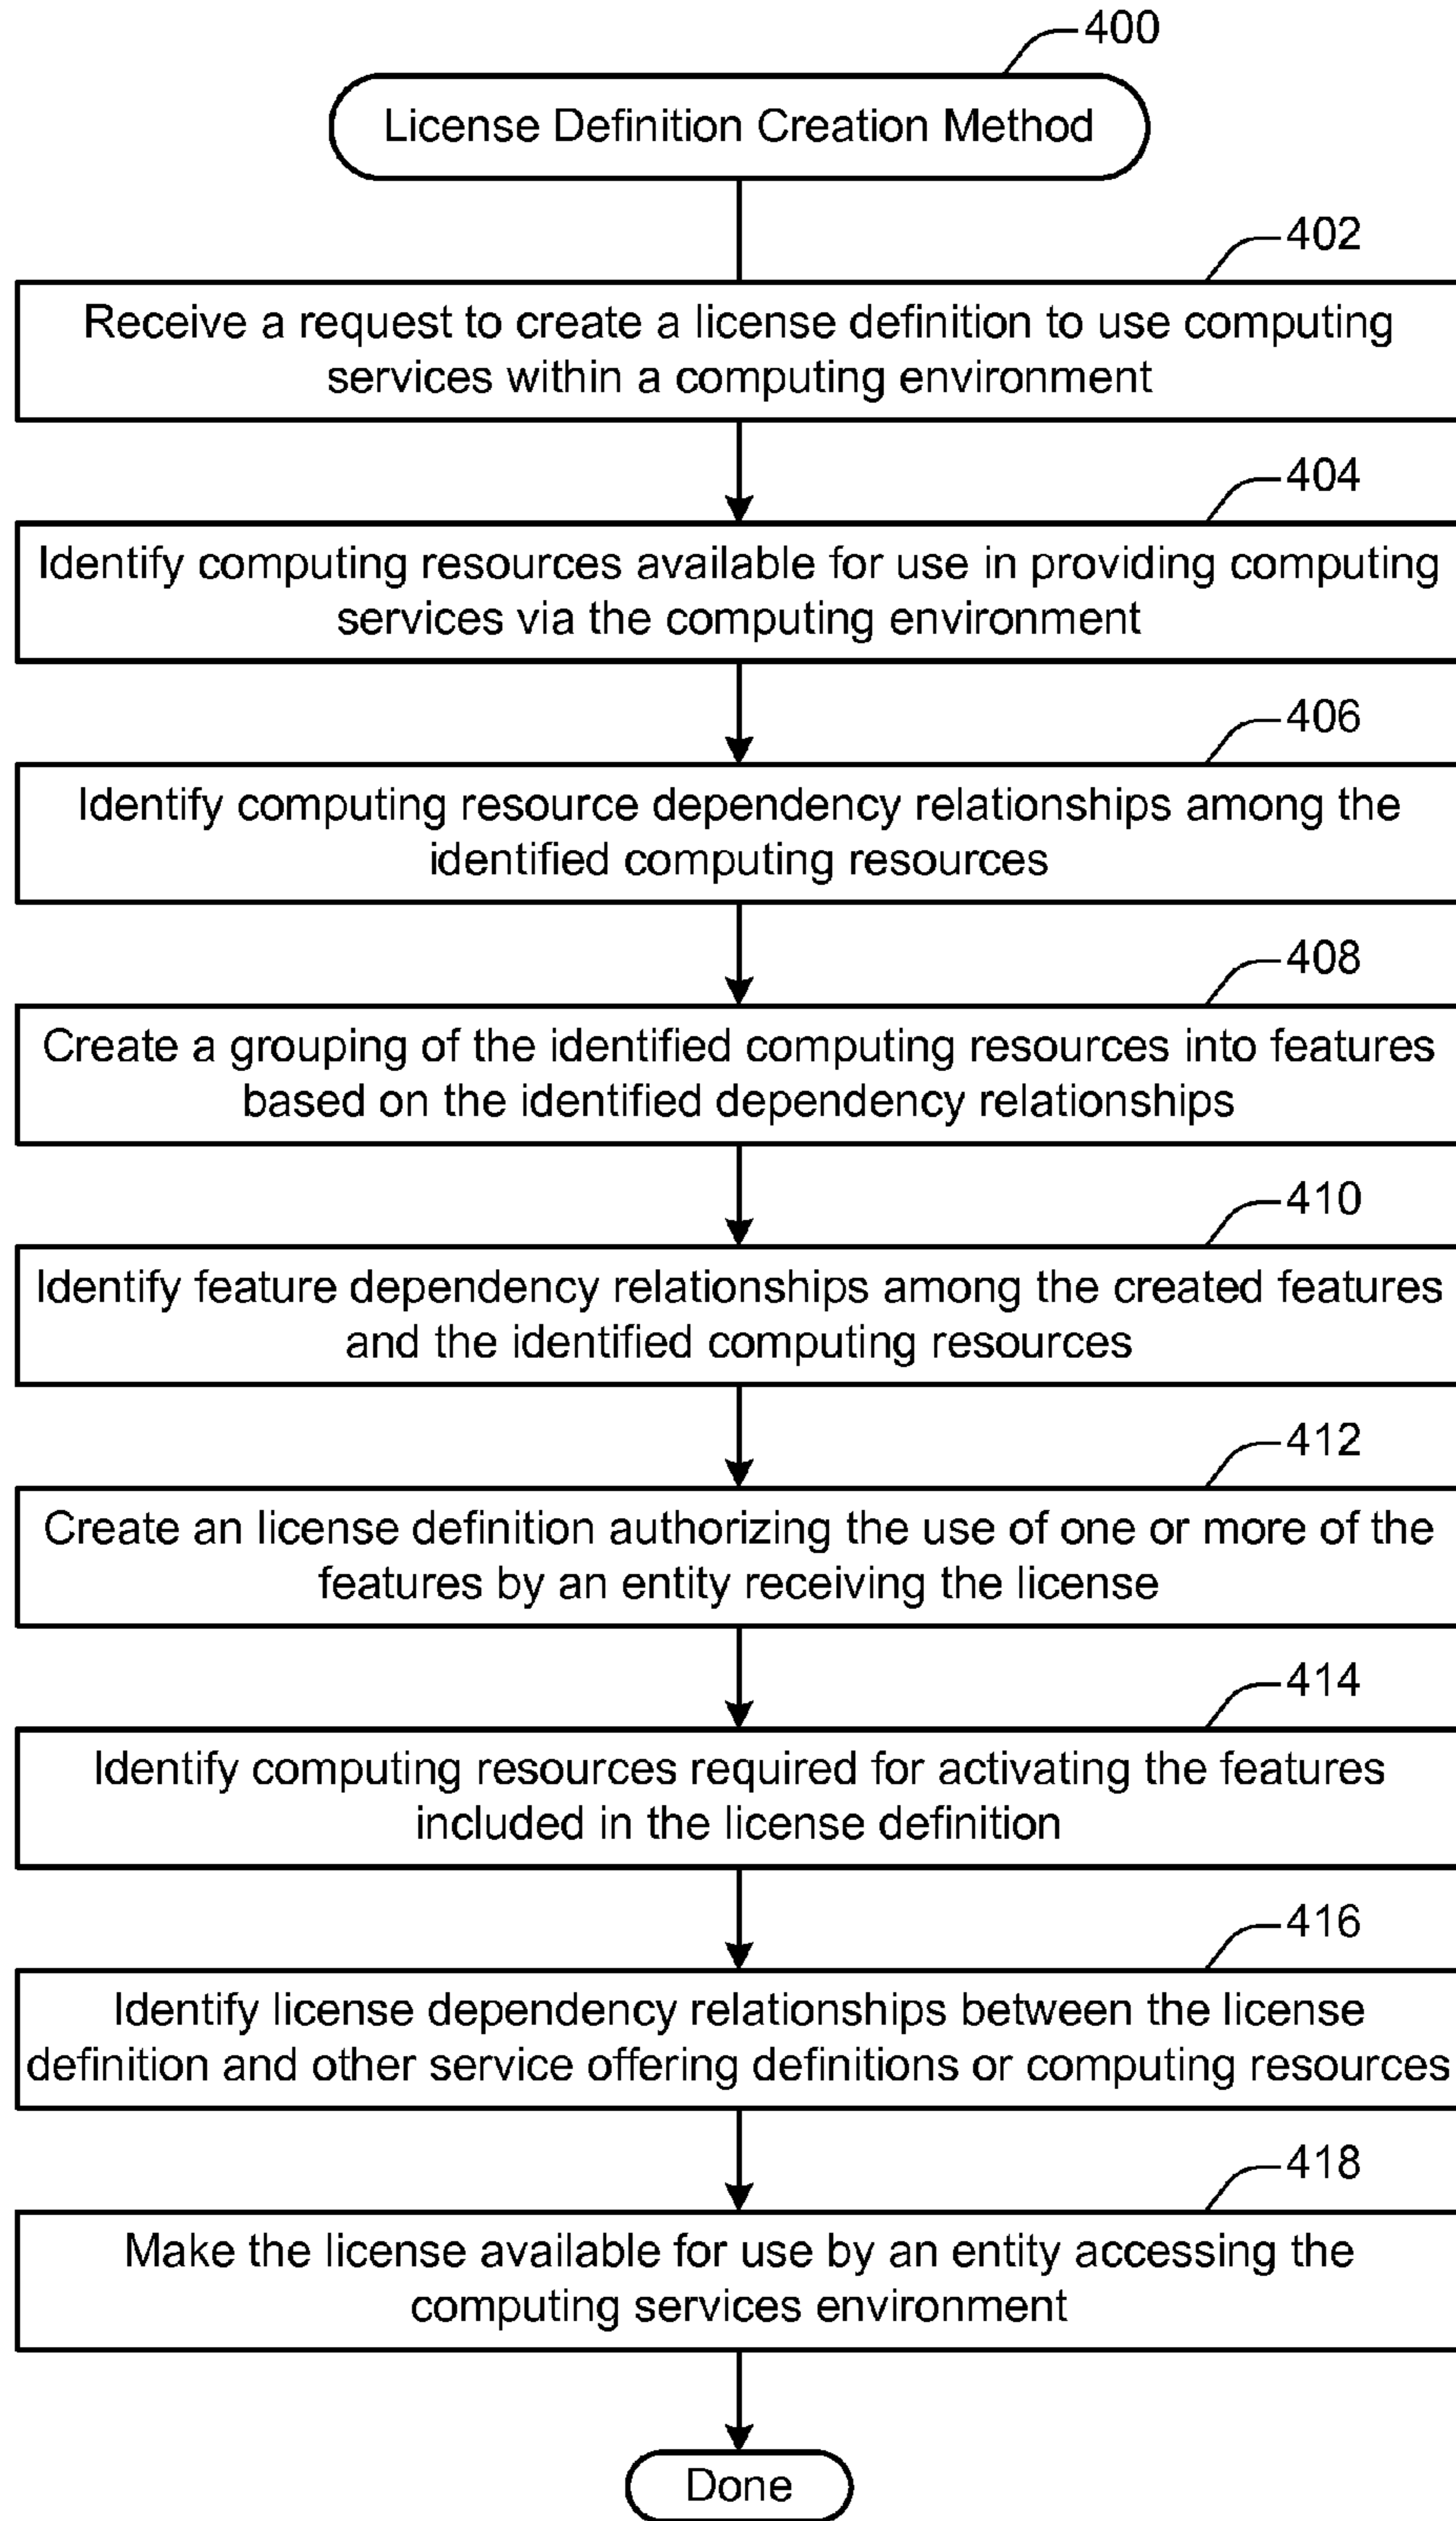 400
License Definition Creation Method
402
Receive a request to create a license definition to use computing
services within a computing environment
404
Identify computing resources available for use in providing computing
services via the computing environment
406
Identify computing resource dependency relationships among the
identified computing resources
408
Create a grouping of the identified computing resources into features
based on the identified dependency relationships
410
Identify feature dependency relationships among the created features
and the identified computing resources
412
Create an license definition authorizing the use of one or more of the
features by an entity receiving the license
414
Identify computing resources required for activating the features
included in the license definition
416
Identify license dependency relationships between the license
definition and other service offering definitions or computing resources
418
Make the license available for use by an entity accessing the
computing services environment
Done